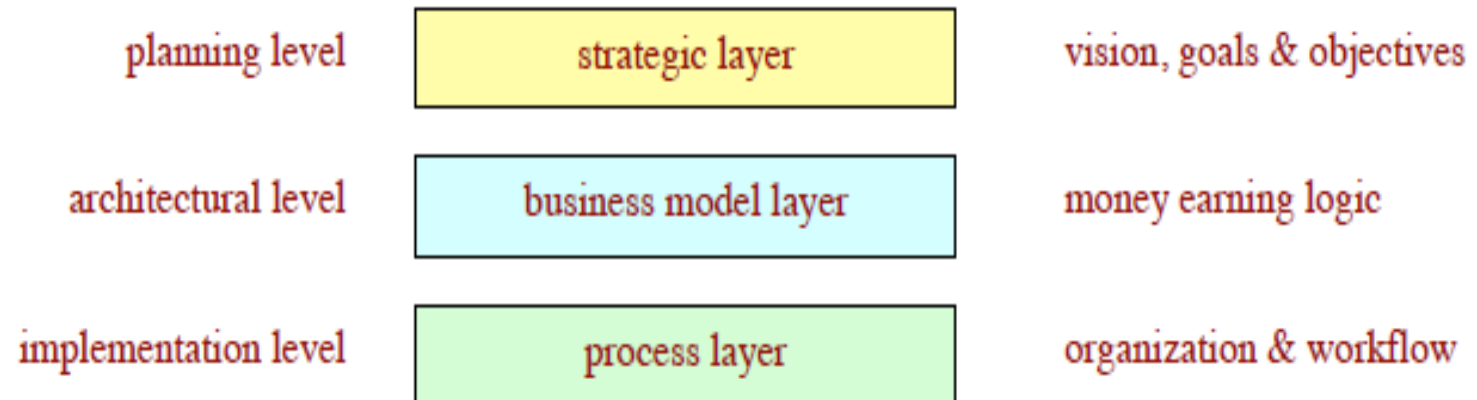 planning level strategic layer vision, goals & objectives
architectural level business model layer money earning logic
implementation level process layer organization & workflow